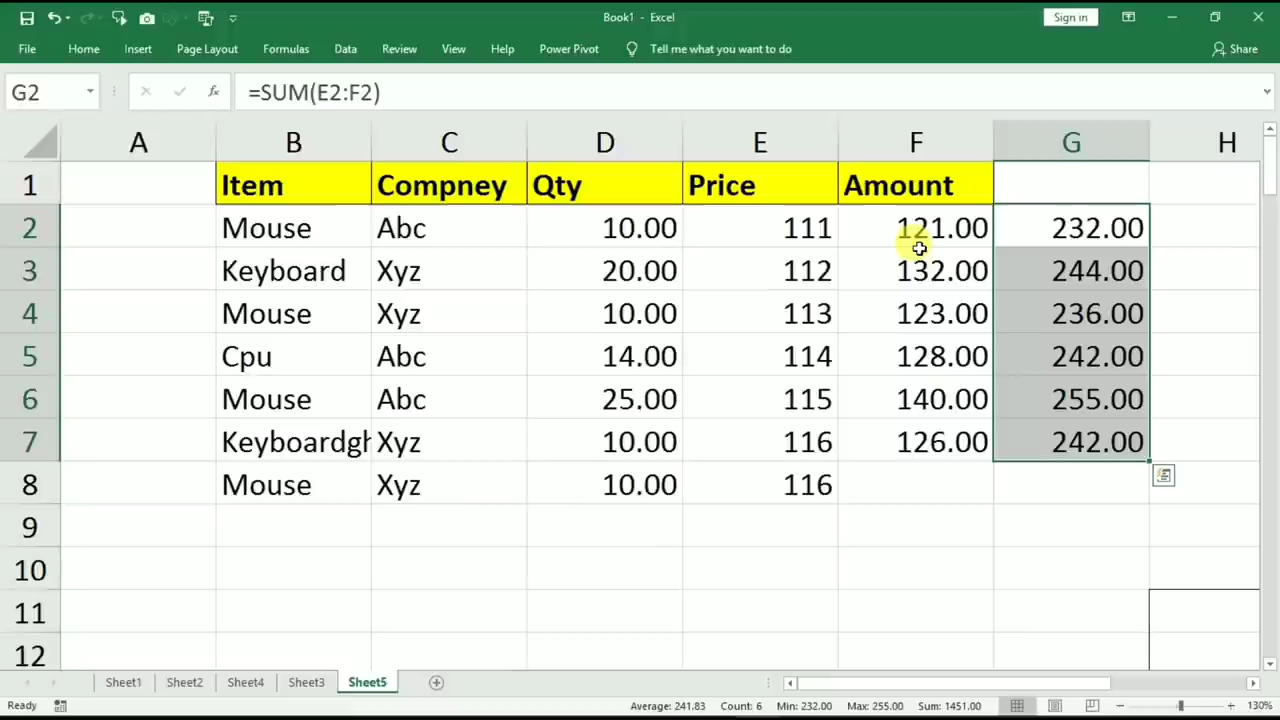 Book1 - Excel
Sign in
File Home Insert Page Layout Formulas Data Review View Help Power Pivot Tell me what you want to do Share
G2 fx =SUM(E2:F2)
A B C D E F G H
1 Item Compney Qty Price Amount
2 Mouse Abc 10.00 111 121.00 232.00
3 Keyboard Xyz 20.00 112 132.00 244.00
4 Mouse Xyz 10.00 113 123.00 236.00
5 Cpu Abc 14.00 114 128.00 242.00
6 Mouse Abc 25.00 115 140.00 255.00
7 Keyboardgh Xyz 10.00 116 126.00 242.00
8 Mouse Xyz 10.00 116
9
10
11
12
Sheet1 Sheet2 Sheet4 Sheet3 Sheet5
Ready Average: 241.83 Count: 6 Min: 232.00 Max: 255.00 Sum: 1451.00 130%